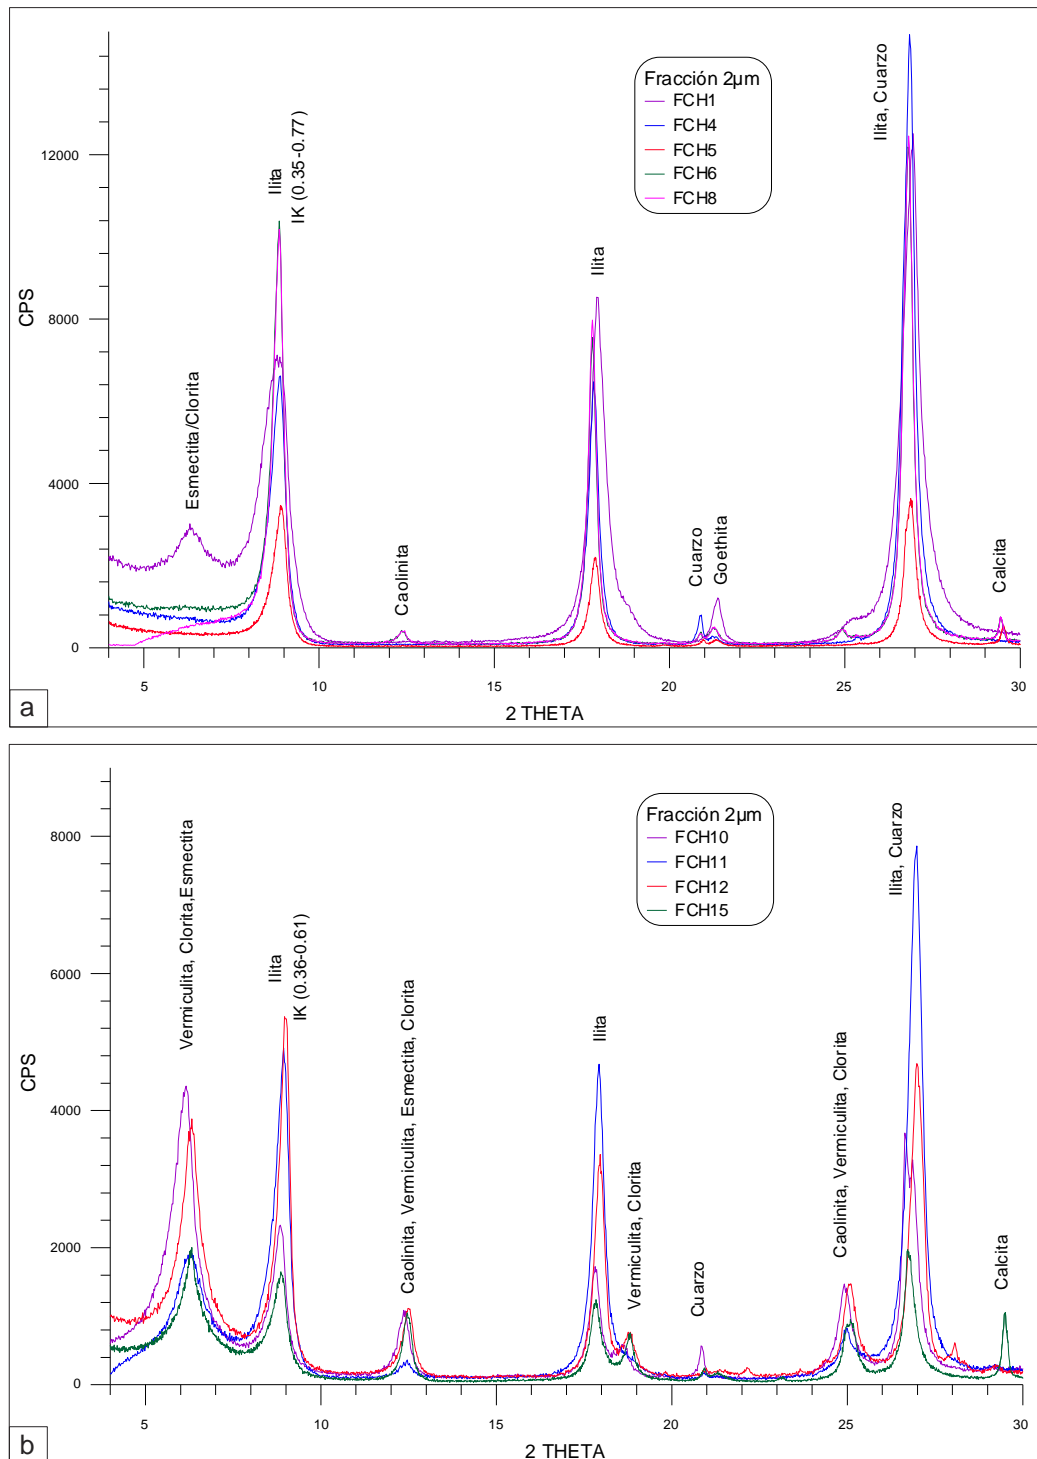 Fracción 2µm
FCH1
FCH4
FCH5
FCH6
FCH8
12000
8000
4000
0
CPS
Esmectita/Clorita
Ilita
IK (0.35-0.77)
Caolinita
Ilita
Cuarzo
Goethita
Ilita, Cuarzo
Calcita
5
10
15
20
25
30
2 THETA
a
Fracción 2µm
FCH10
FCH11
FCH12
FCH15
8000
6000
4000
2000
0
CPS
Vermiculita, Clorita,Esmectita
Ilita
IK (0.36-0.61)
Caolinita, Vermiculita, Esmectita, Clorita
Ilita
Vermiculita, Clorita
Cuarzo
Caolinita, Vermiculita, Clorita
Ilita, Cuarzo
Calcita
5
10
15
20
25
30
2 THETA
b